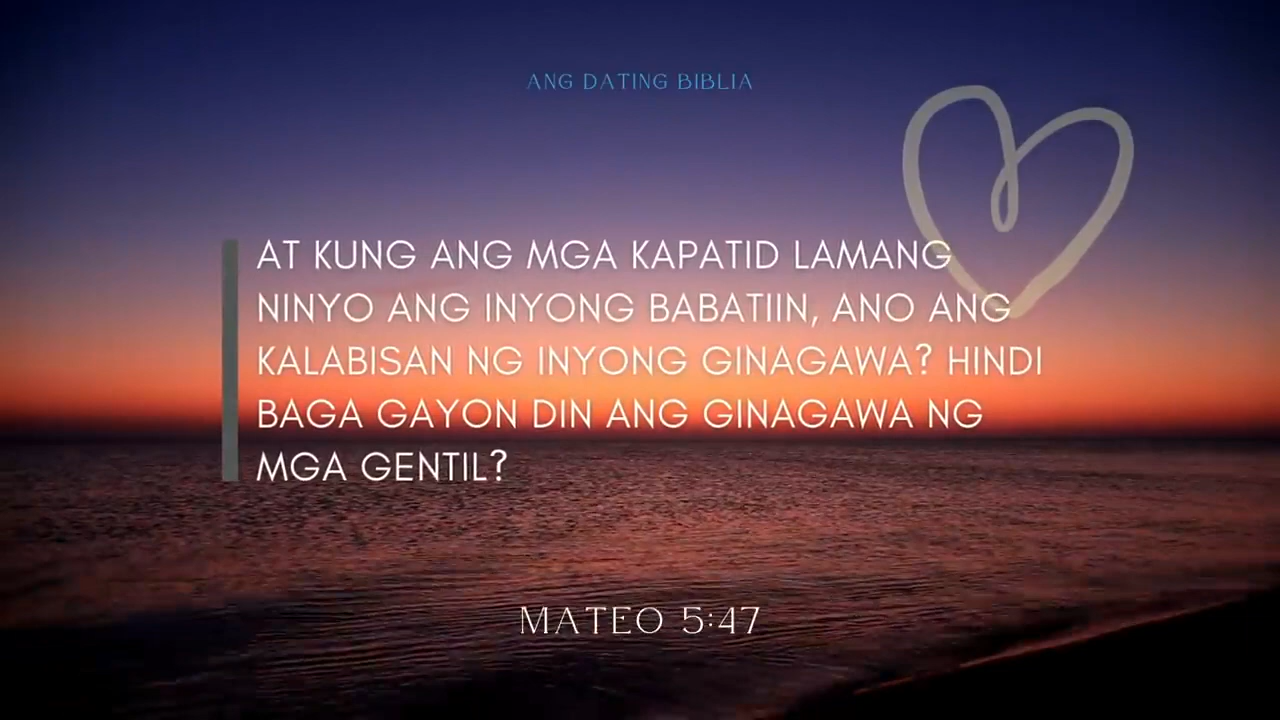 ANG DATING BIBLIA
AT KUNG ANG MGA KAPATID LAMANG
NINYO ANG INYONG BABATIIN, ANO ANG
KALABISAN NG INYONG GINAGAWA? HINDI
BAGA GAYON DIN ANG GINAGAWA NG
MGA GENTIL?
MATEO 5:47